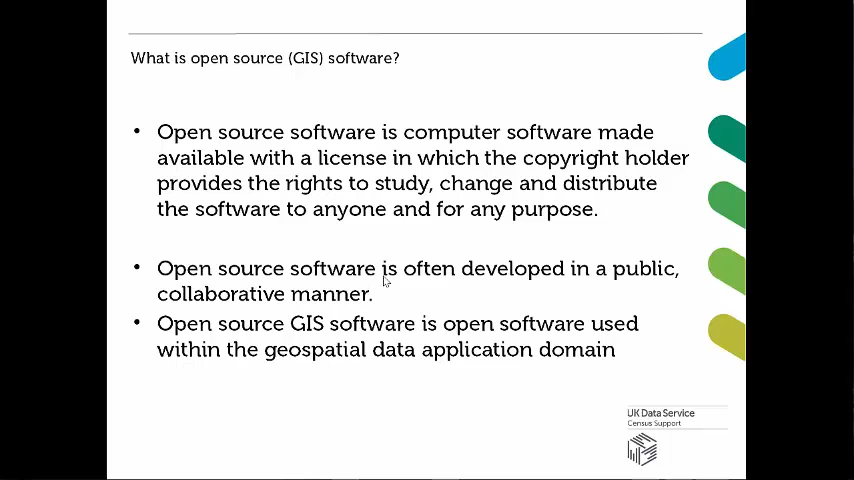 What is open source (GIS) software?
• Open source software is computer software made
available with a license in which the copyright holder
provides the rights to study, change and distribute
the software to anyone and for any purpose.
• Open source software is often developed in a public,
collaborative manner.
• Open source GIS software is open software used
within the geospatial data application domain
UK Data Service
Census Support